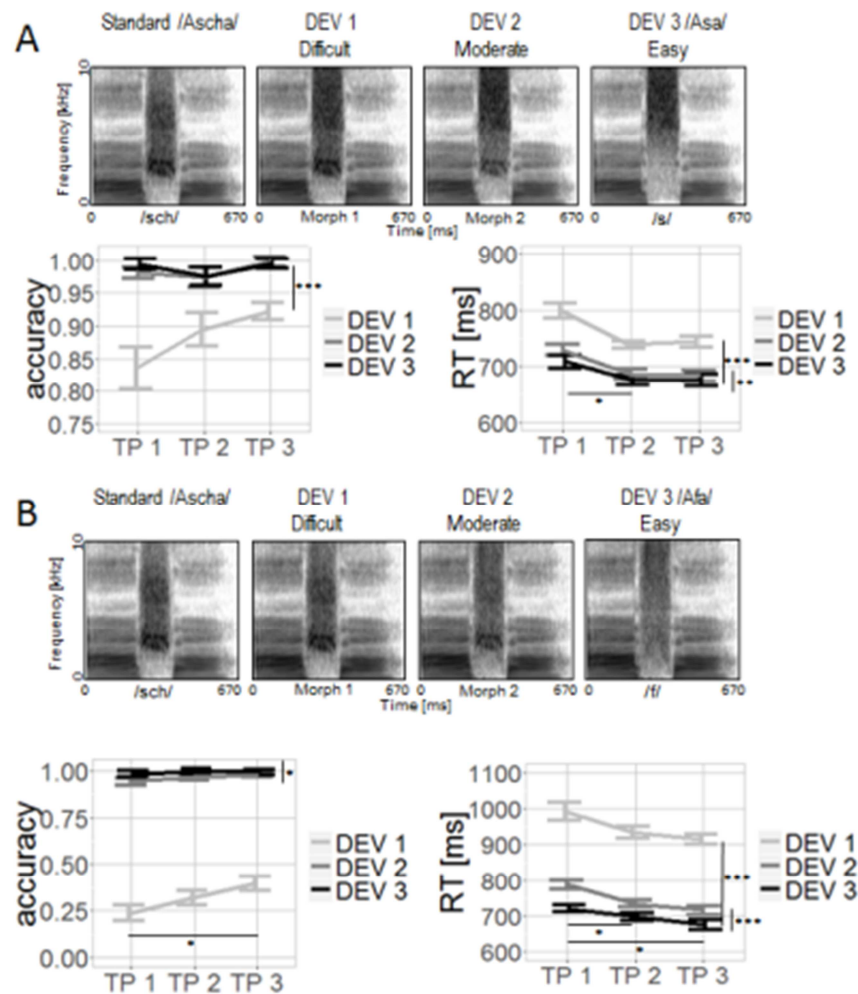 A
Standard /Ascha/ DEV 1 DEV 2 DEV 3 /Asa/
Difficult Moderate Easy
Frequency [kHz]
10
0
0 /sch/ 670 0 Morph 1 670 0 Morph 2 670 0 /s/ 670
Time [ms]
accuracy
1.00
0.95
0.90
0.85
0.80
0.75
TP 1 TP 2 TP 3
DEV 1
DEV 2
DEV 3
***
RT [ms]
900
800
700
600
TP 1 TP 2 TP 3
DEV 1
DEV 2
DEV 3
***
**
*
B
Standard /Ascha/ DEV 1 DEV 2 DEV 3 /Afa/
Difficult Moderate Easy
Frequency [kHz]
10
0
0 /sch/ 670 0 Morph 1 670 0 Morph 2 670 0 /f/ 670
Time [ms]
accuracy
1.00
0.75
0.50
0.25
0.00
TP 1 TP 2 TP 3
DEV 1
DEV 2
DEV 3
*
*
RT [ms]
1100
1000
900
800
700
600
TP 1 TP 2 TP 3
DEV 1
DEV 2
DEV 3
***
***
*
*